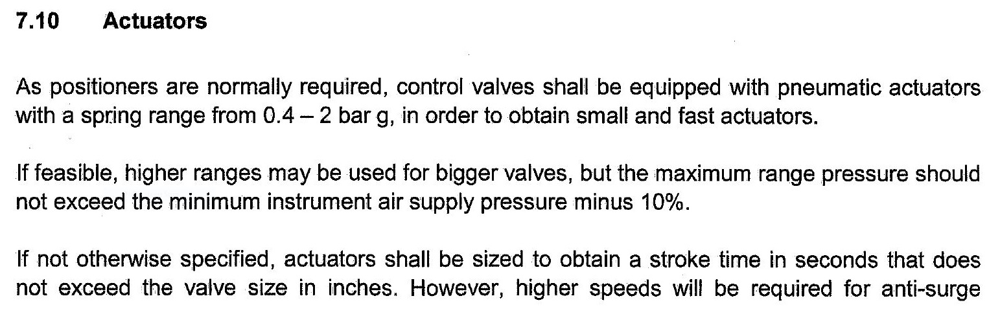 7.10 Actuators
As positioners are normally required, control valves shall be equipped with pneumatic actuators
with a spring range from 0.4 – 2 bar g, in order to obtain small and fast actuators.
If feasible, higher ranges may be used for bigger valves, but the maximum range pressure should
not exceed the minimum instrument air supply pressure minus 10%.
If not otherwise specified, actuators shall be sized to obtain a stroke time in seconds that does
not exceed the valve size in inches. However, higher speeds will be required for anti-surge